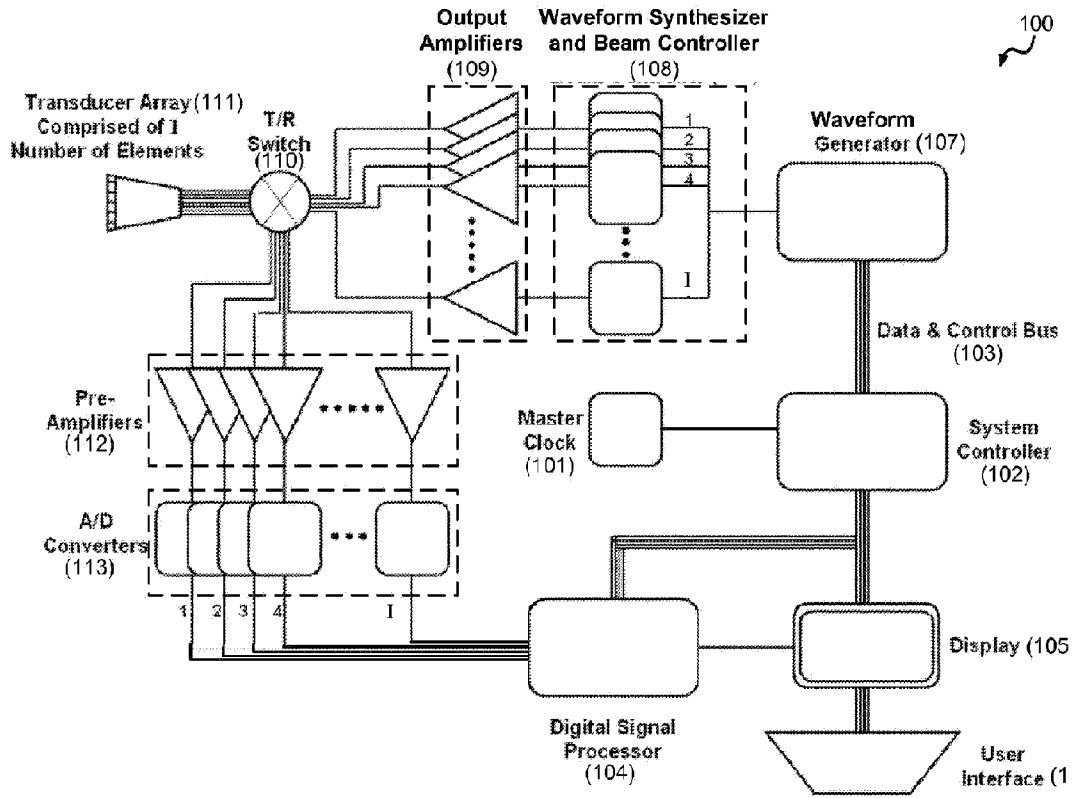 Output
Amplifiers
(109)
Waveform Synthesizer
and Beam Controller
(108)
100
Transducer Array (111)
Comprised of I
Number of Elements
T/R
Switch
(110)
1
2
3
4
I
Waveform
Generator (107)
Data & Control Bus
(103)
Pre-
Amplifiers
(112)
Master
Clock
(101)
System
Controller
(102)
A/D
Converters
(113)
1
2
3
4
I
Display (105
Digital Signal
Processor
(104)
User
Interface (1